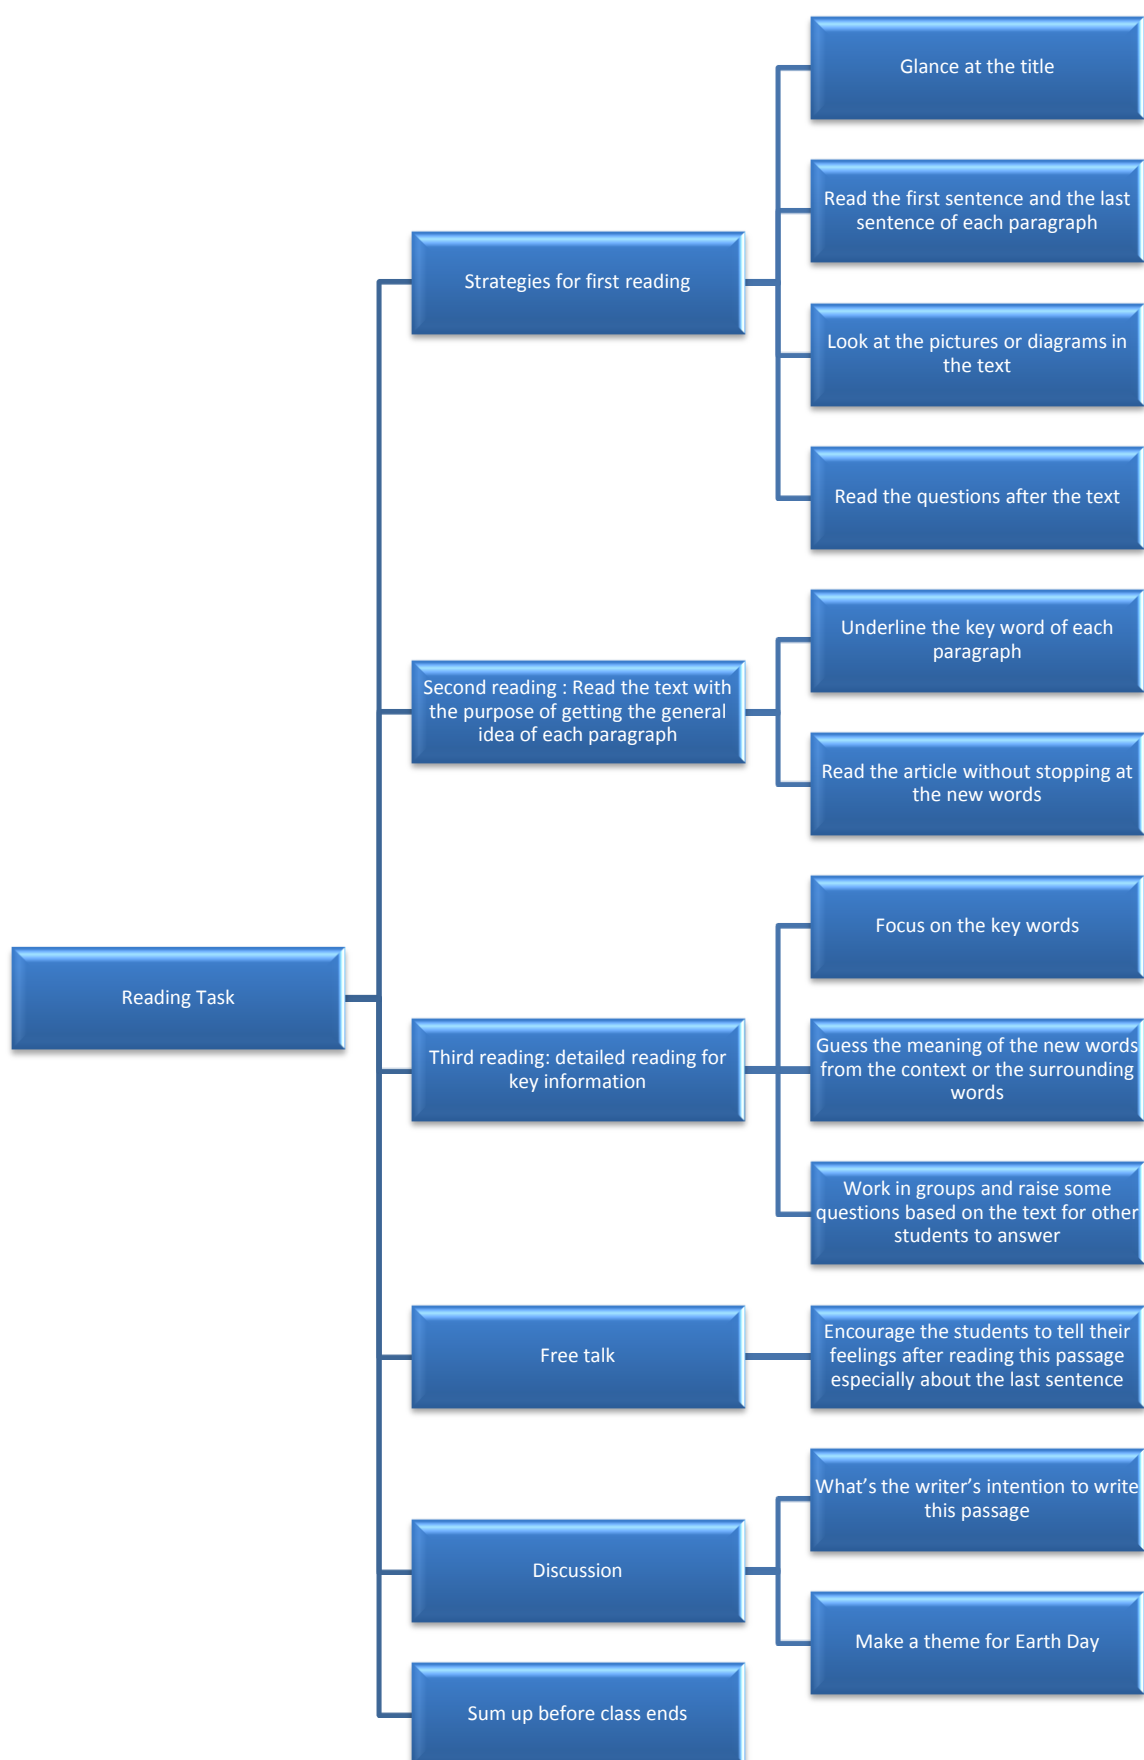 Reading Task
Strategies for first reading
Glance at the title
Read the first sentence and the last
sentence of each paragraph
Look at the pictures or diagrams in
the text
Read the questions after the text
Second reading : Read the text with
the purpose of getting the general
idea of each paragraph
Underline the key word of each
paragraph
Read the article without stopping at
the new words
Third reading: detailed reading for
key information
Focus on the key words
Guess the meaning of the new words
from the context or the surrounding
words
Work in groups and raise some
questions based on the text for other
students to answer
Free talk
Encourage the students to tell their
feelings after reading this passage
especially about the last sentence
Discussion
What’s the writer’s intention to write
this passage
Make a theme for Earth Day
Sum up before class ends